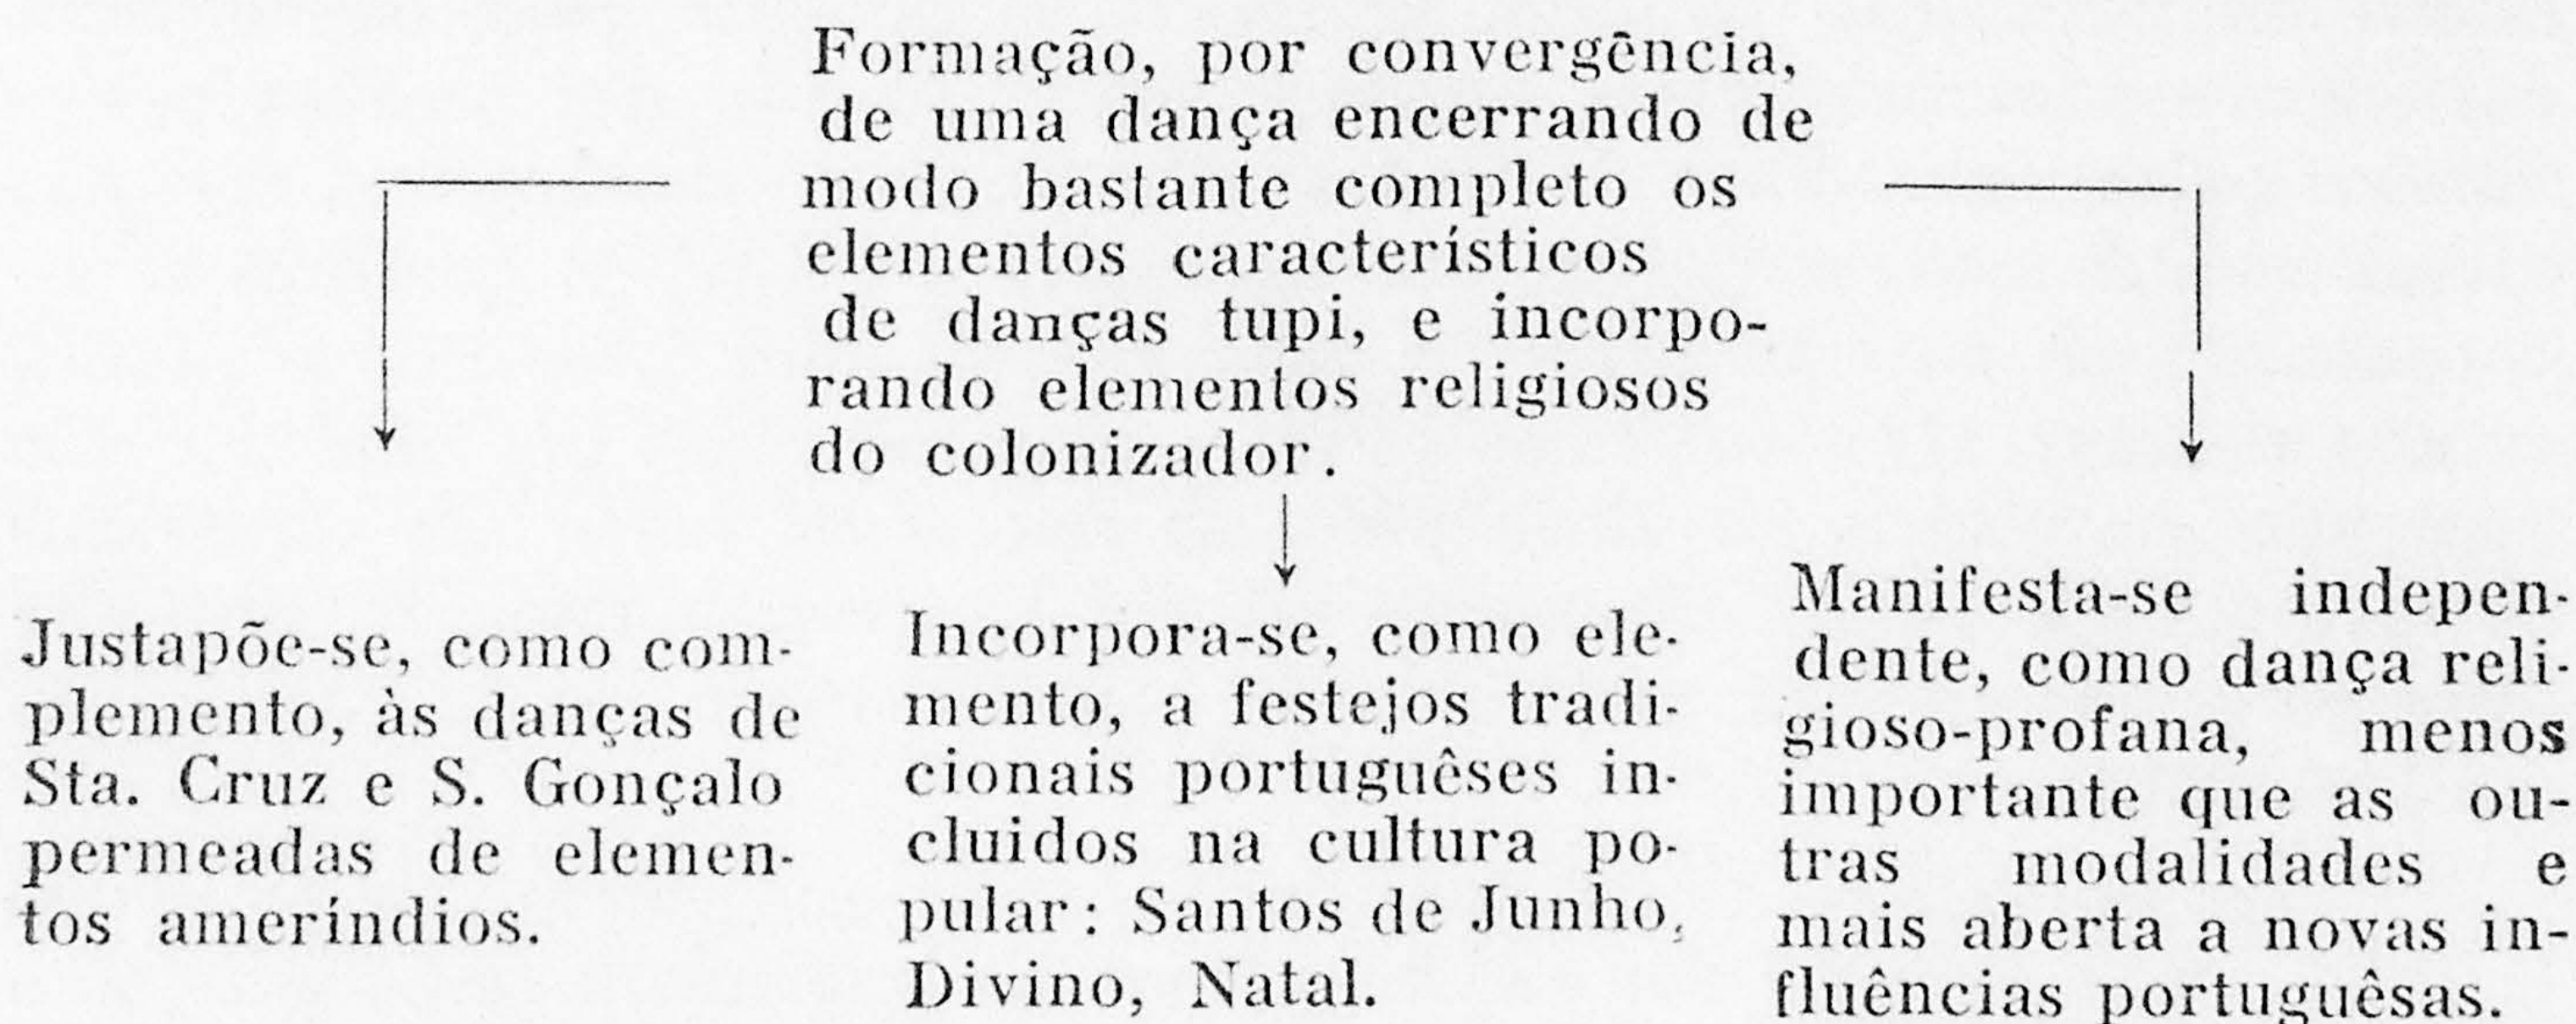 Formação, por convergência,
de uma dança encerrando de
modo bastante completo os
elementos característicos
de danças tupi, e incorpo-
rando elementos religiosos
do colonizador.
Justapõe-se, como com-
plemento, às danças de
Sta. Cruz e S. Gonçalo
permeadas de elemen-
tos ameríndios.
Incorpora-se, como ele-
mento, a festejos tradi-
cionais portuguêses in-
cluidos na cultura po-
pular: Santos de Junho,
Divino, Natal.
Manifesta-se indepen-
dente, como dança reli-
gioso-profana, menos
importante que as ou-
tras modalidades e
mais aberta a novas in-
fluências portuguêsas.